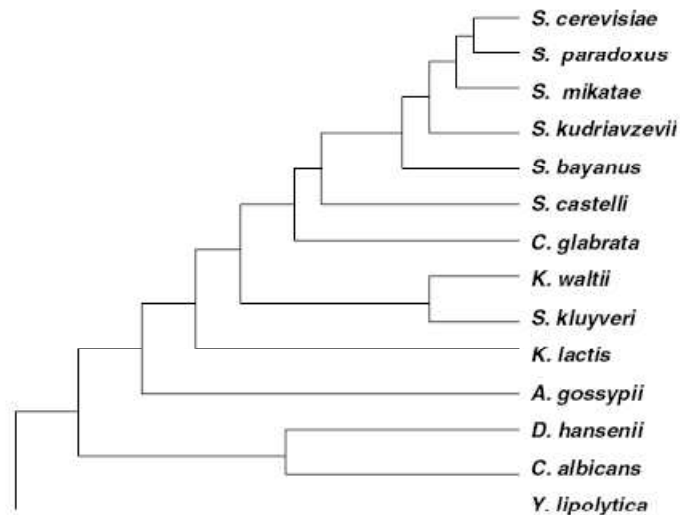 S. cerevisiae
S. paradoxus
S. mikatae
S. kudriavzevii
S. bayanus
S. castelli
C. glabrata
K. waltii
S. kluyveri
K. lactis
A. gossypii
D. hansenii
C. albicans
Y. lipolytica